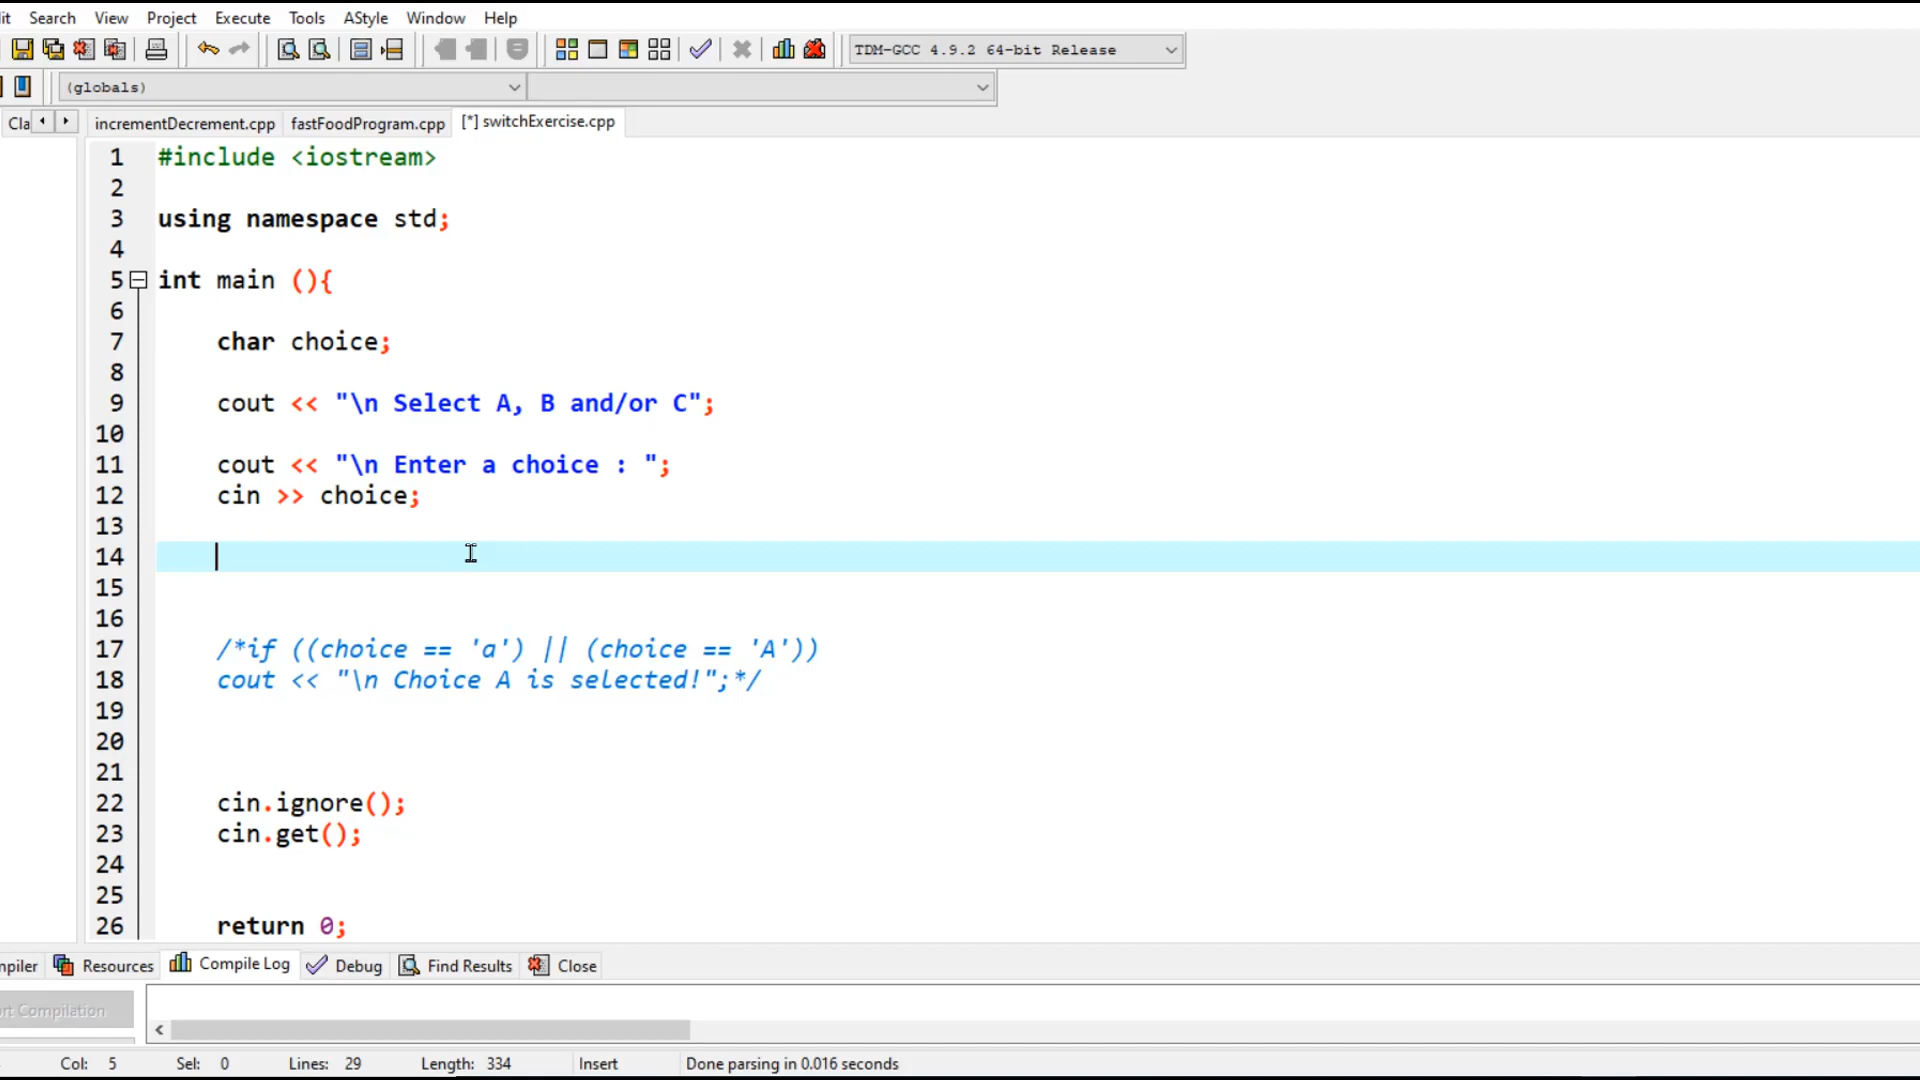 it Search View Project Execute Tools AStyle Window Help
TDM-GCC 4.9.2 64-bit Release
(globals)
Cla incrementDecrement.cpp fastFoodProgram.cpp [*] switchExercise.cpp
1 #include <iostream>
2
3 using namespace std;
4
5 int main (){
6
7 char choice;
8
9 cout << "\n Select A, B and/or C";
10
11 cout << "\n Enter a choice : ";
12 cin >> choice;
13
14
15
16
17 /*if ((choice == 'a') || (choice == 'A'))
18 cout << "\n Choice A is selected!";*/
19
20
21
22 cin.ignore();
23 cin.get();
24
25
26 return 0;
mpiler Resources Compile Log Debug Find Results Close
ort Compilation
Col: 5 Sel: 0 Lines: 29 Length: 334 Insert Done parsing in 0.016 seconds